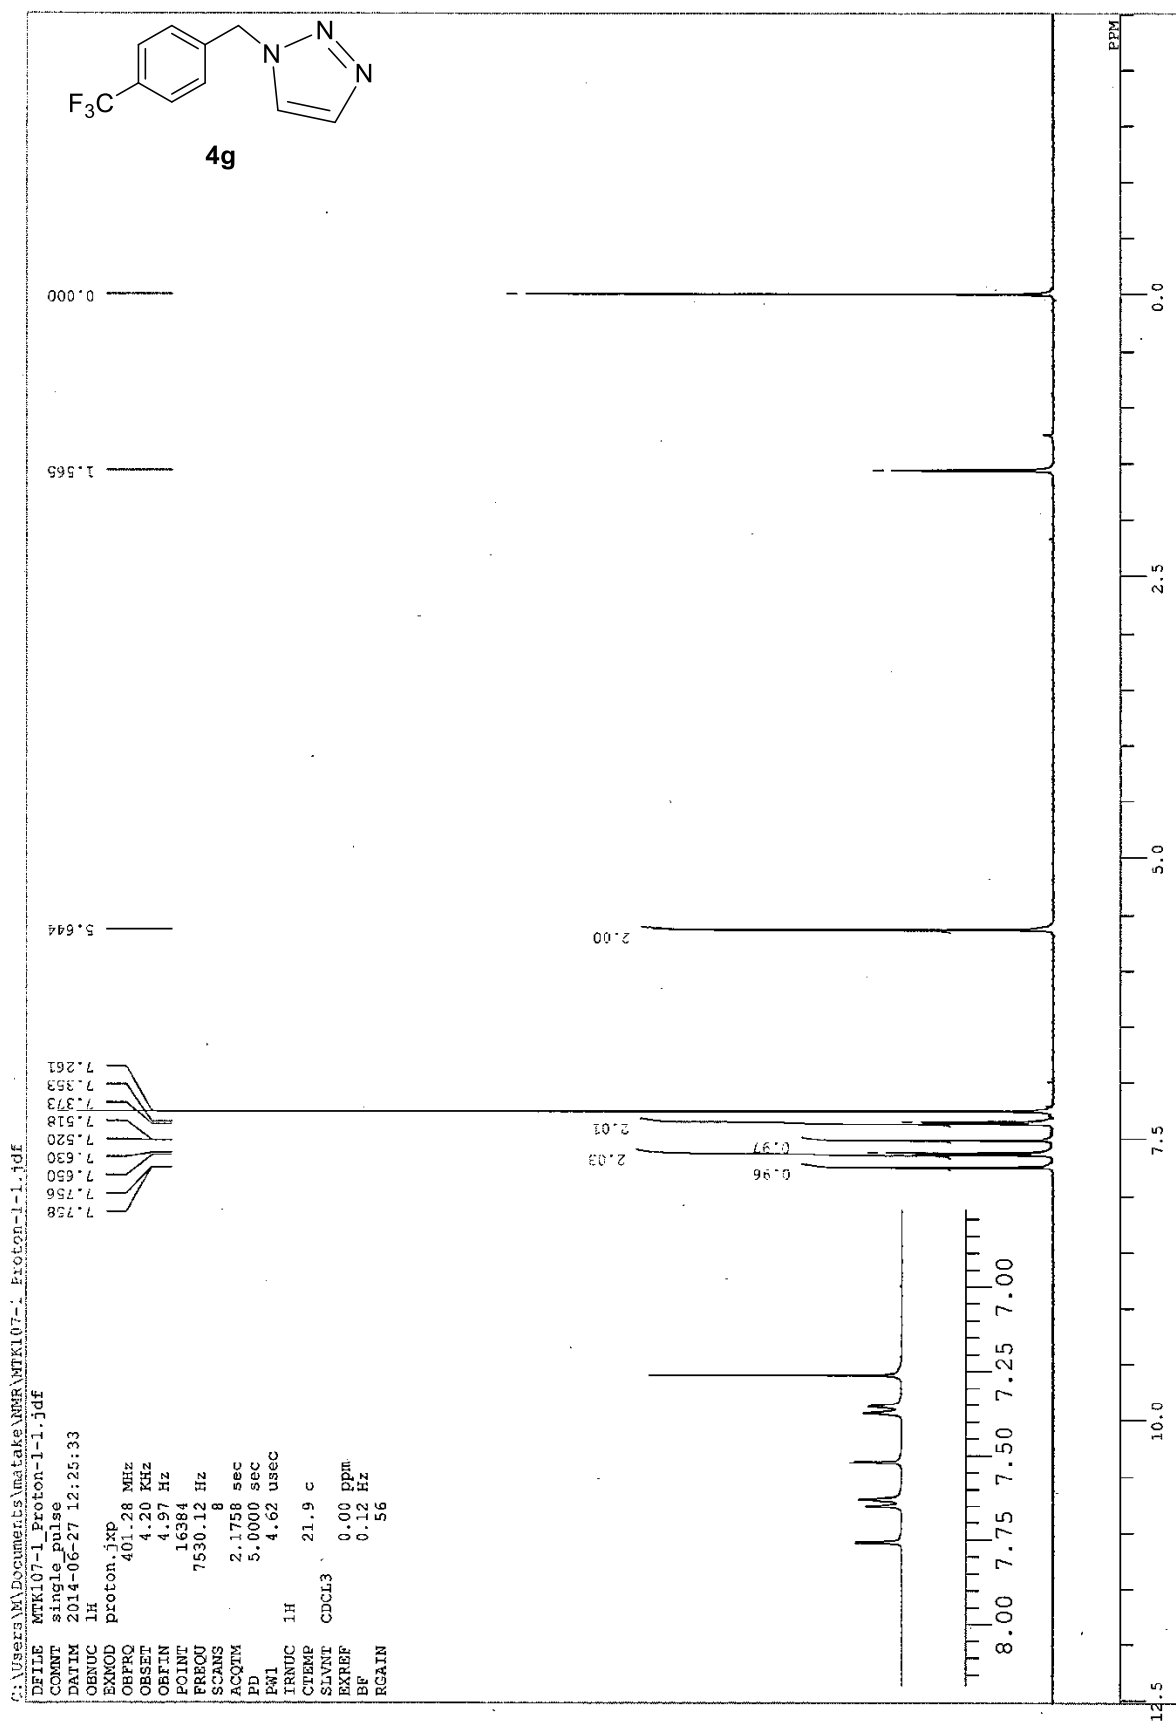 C:\Users\M\Documents\matake\NMR\MTK107-1_Proton-1-1.jdf
DFILE MTK107-1_Proton-1-1.jdf
COMNT single_pulse
DATIM 2014-06-27 12:25:33
OBNUC 1H
EXMOD proton.jxp
OBFRQ 401.28 MHz
OBSET 4.20 KHz
OBFIN 4.97 Hz
POINT 16384
FREQU 7530.12 Hz
SCANS 8
ACQTM 2.1758 sec
PD 5.0000 sec
PW1 4.62 usec
IRNUC 1H
CTEMP 21.9 c
SLVNT CDCL3
EXREF 0.00 ppm
BF 0.12 Hz
RGAIN 56
7.758
7.756
7.650
7.630
7.520
7.518
7.373
7.353
7.261
5.644
1.565
0.000
F3C
N
N
N
4g
0.96
2.03
0.97
2.01
2.00
8.00 7.75 7.50 7.25 7.00
12.5 10.0 7.5 5.0 2.5 0.0
PPM